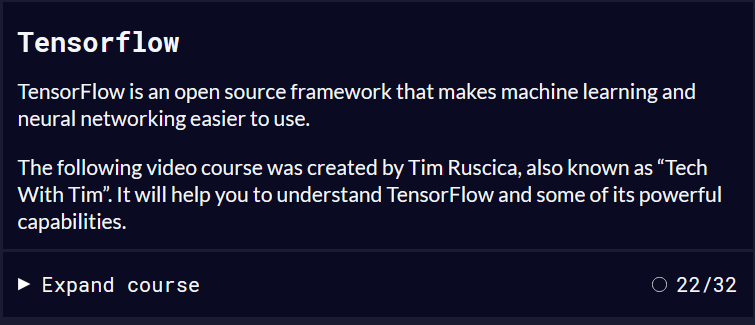 Tensorflow
TensorFlow is an open source framework that makes machine learning and
neural networking easier to use.
The following video course was created by Tim Ruscica, also known as “Tech
With Tim”. It will help you to understand TensorFlow and some of its powerful
capabilities.
Expand course 22/32